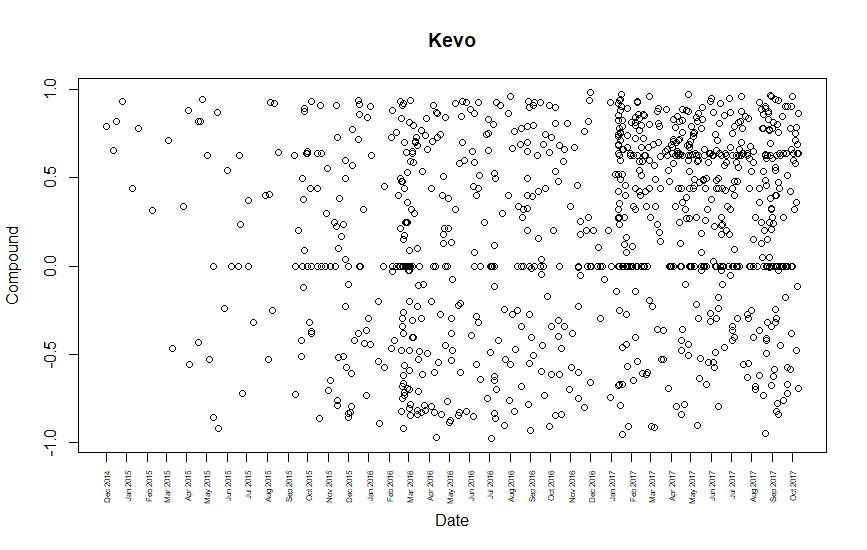 Kevo
Compound
1.0
0.5
0.0
-0.5
-1.0
Dec 2014
Jan 2015
Feb 2015
Mar 2015
Apr 2015
May 2015
Jun 2015
Jul 2015
Aug 2015
Sep 2015
Oct 2015
Nov 2015
Dec 2015
Jan 2016
Feb 2016
Mar 2016
Apr 2016
May 2016
Jun 2016
Jul 2016
Aug 2016
Sep 2016
Oct 2016
Nov 2016
Dec 2016
Jan 2017
Feb 2017
Mar 2017
Apr 2017
May 2017
Jun 2017
Jul 2017
Aug 2017
Sep 2017
Oct 2017
Date